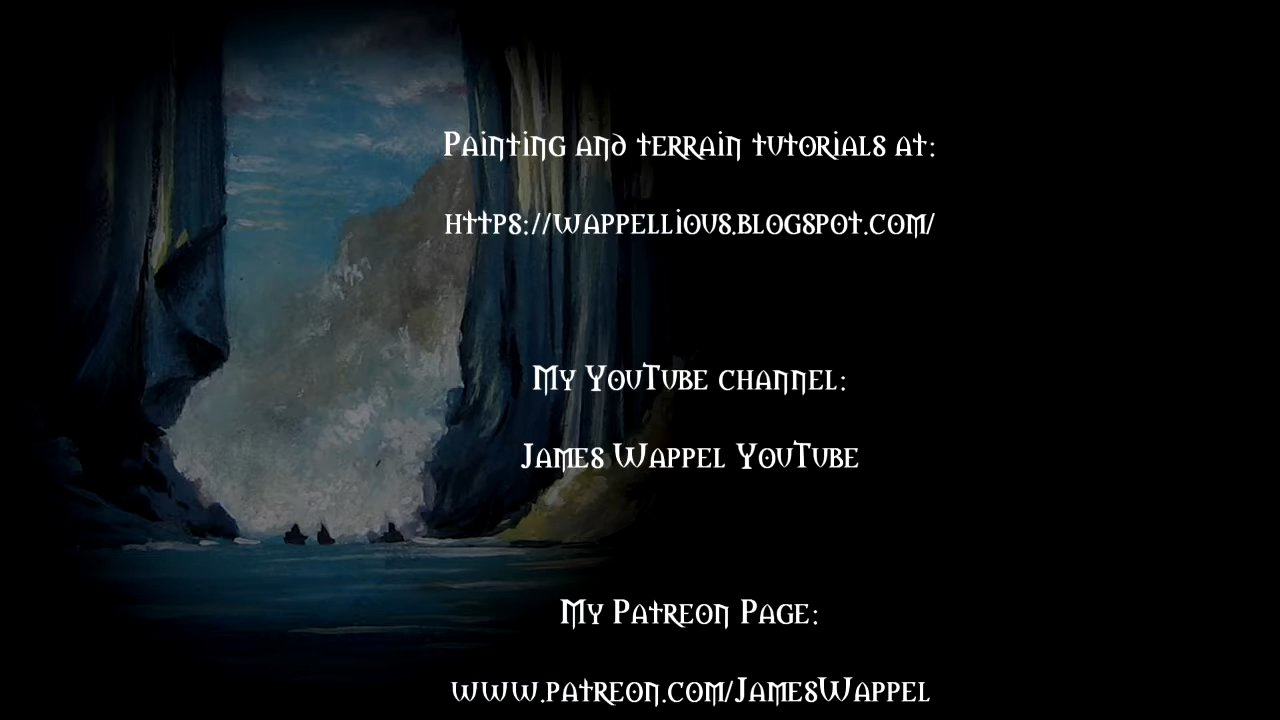 Painting and terrain tutorials at:
https://wappellious.blogspot.com/
My YouTube channel:
James Wappel YouTube
My Patreon Page:
www.patreon.com/JamesWappel